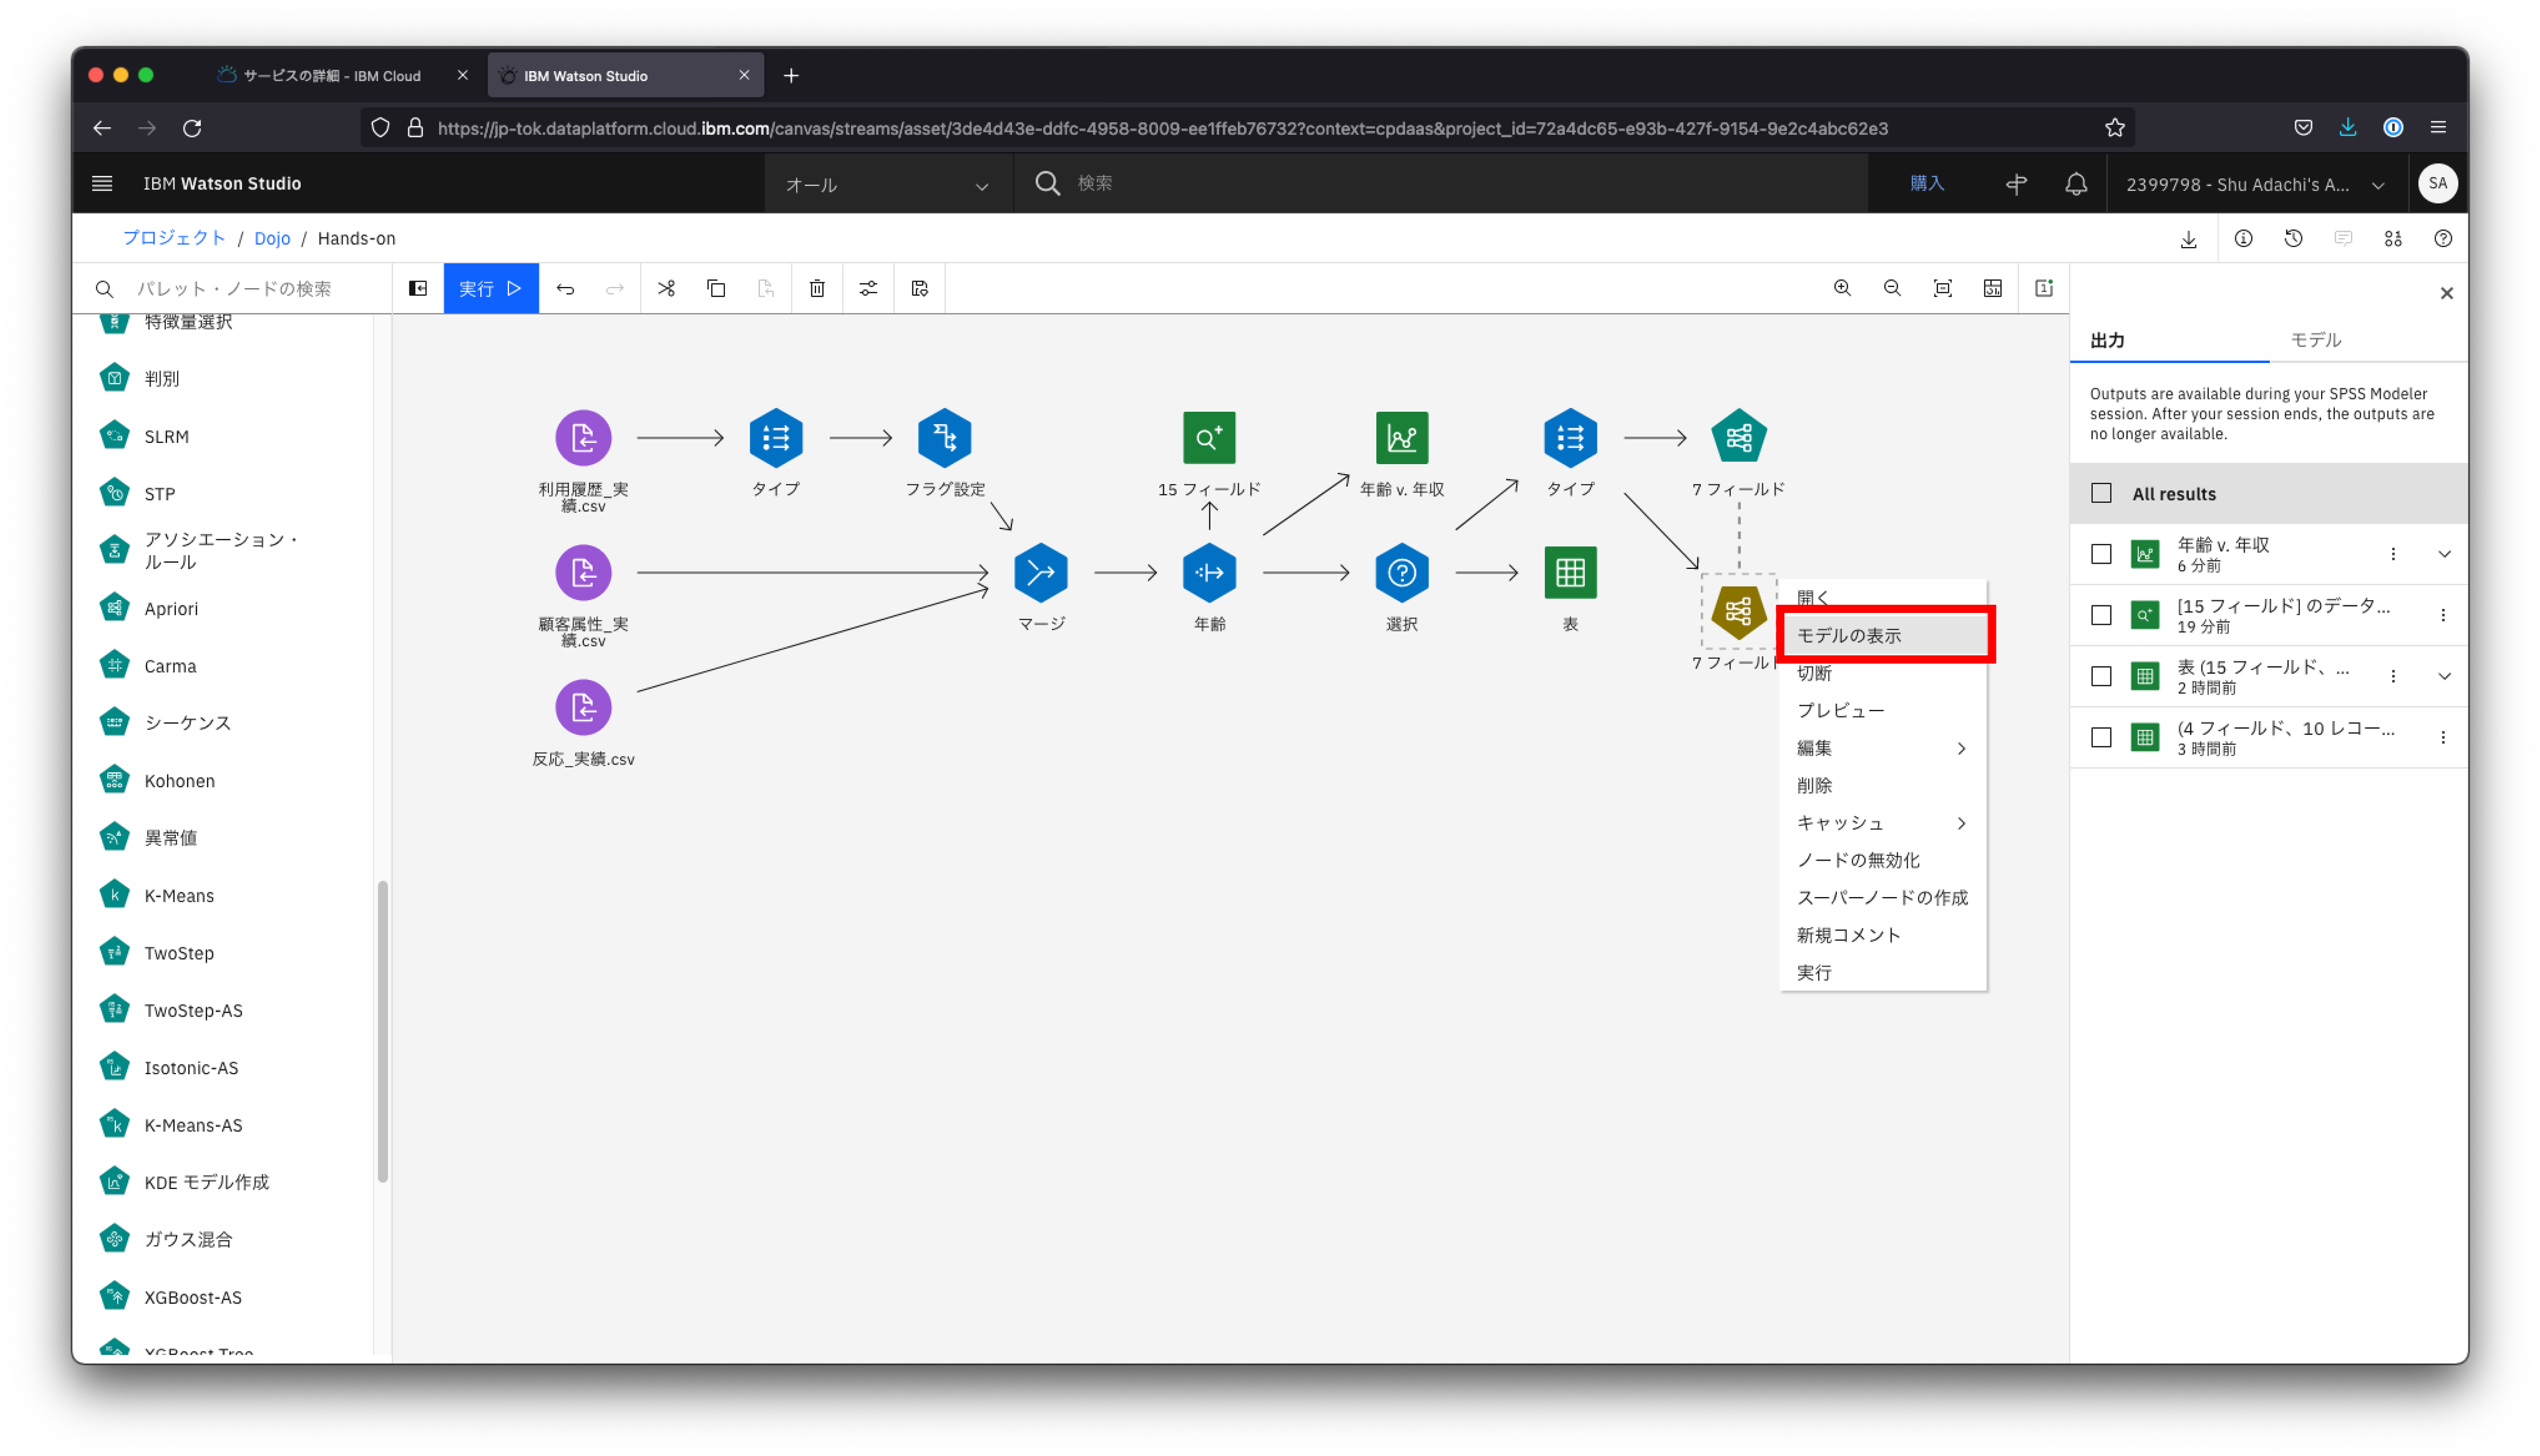 サービスの詳細 - IBM Cloud
IBM Watson Studio
https://jp-tok.dataplatform.cloud.ibm.com/canvas/streams/asset/3de4d43e-ddfc-4958-8009-ee1ffeb76732?context=cpdaas&project_id=72a4dc65-e93b-427f-9154-9e2c4abc62e3
IBM Watson Studio
オール
検索
購入
2399798 - Shu Adachi's A...
SA
プロジェクト / Dojo / Hands-on
パレット・ノードの検索
実行
特徴量選択
判別
SLRM
STP
アソシエーション・
ルール
Apriori
Carma
シーケンス
Kohonen
異常値
K-Means
TwoStep
TwoStep-AS
Isotonic-AS
K-Means-AS
KDE モデル作成
ガウス混合
XGBoost-AS
XGBoost Tree
利用履歴_実
績.csv
タイプ
フラグ設定
15 フィールド
年齢 v. 年収
タイプ
7 フィールド
顧客属性_実
績.csv
マージ
年齢
選択
表
7 フィールド
反応_実績.csv
開く
モデルの表示
切断
プレビュー
編集
削除
キャッシュ
ノードの無効化
スーパーノードの作成
新規コメント
実行
出力
モデル
Outputs are available during your SPSS Modeler
session. After your session ends, the outputs are
no longer available.
All results
年齢 v. 年収
6 分前
[15 フィールド] のデータ...
19 分前
表 (15 フィールド、...
2 時間前
(4 フィールド、10 レコー...
3 時間前